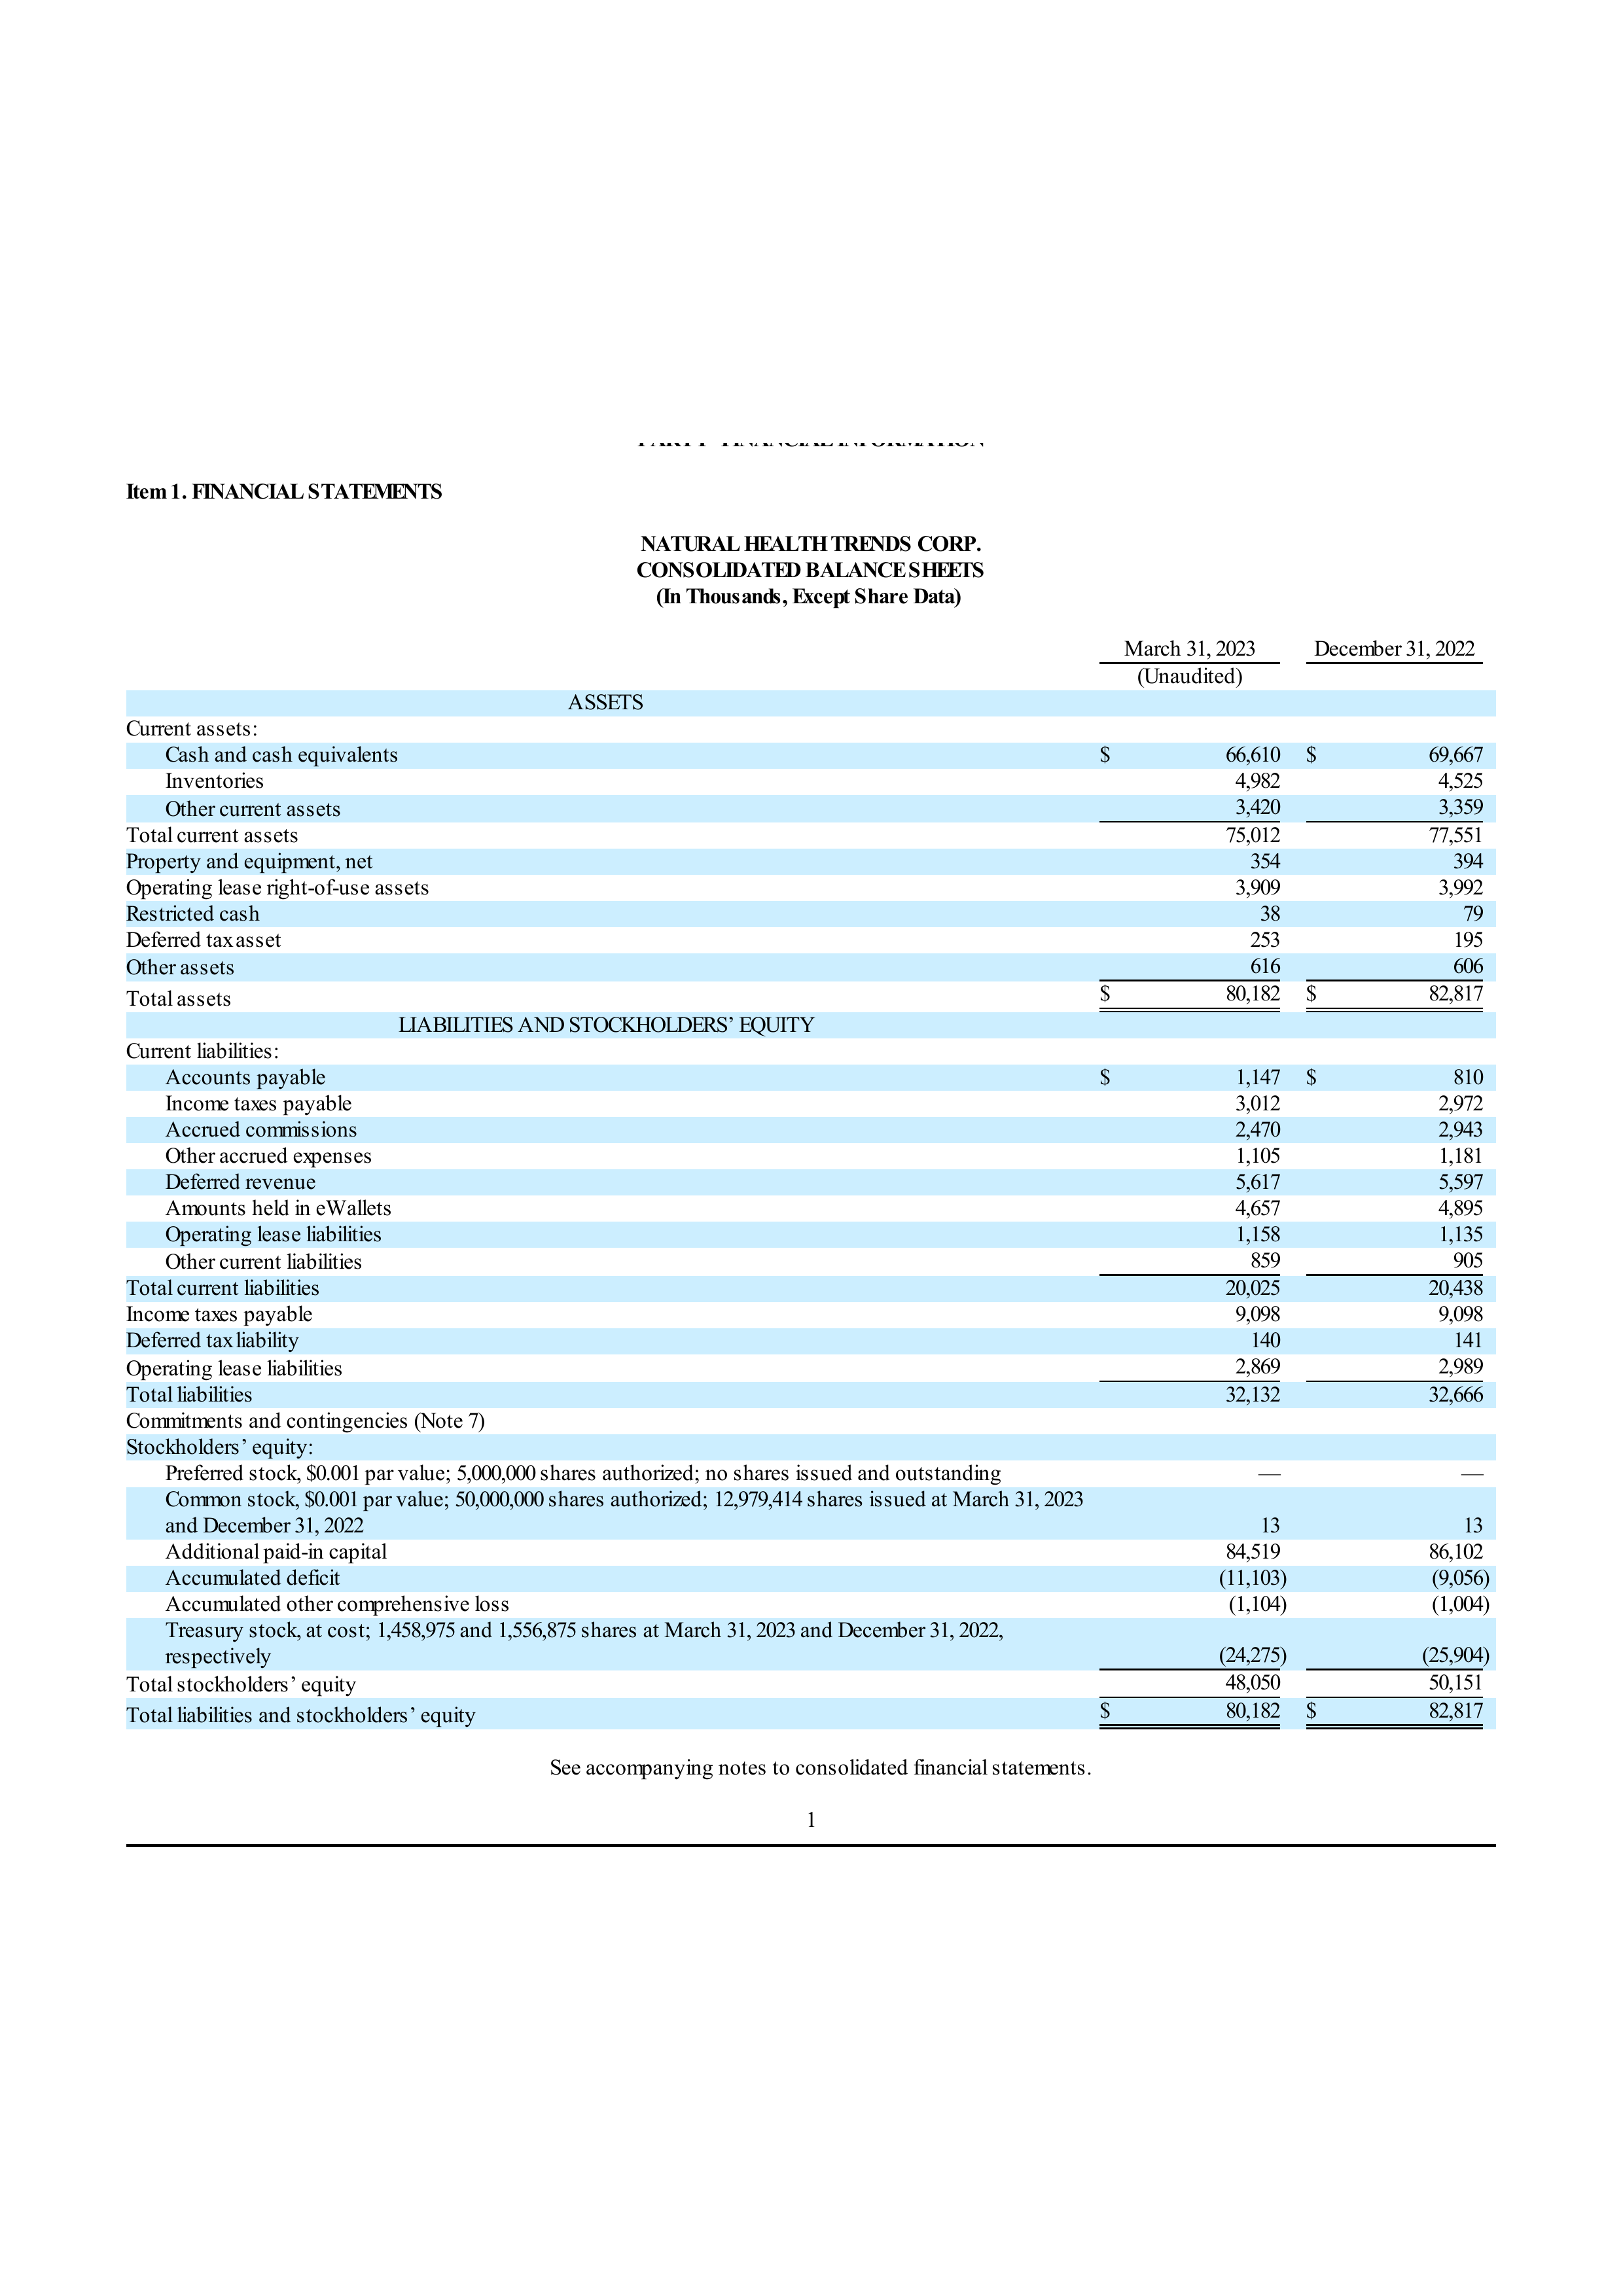 PART I - FINANCIAL INFORMATION
Item 1. FINANCIAL STATEMENTS
NATURAL HEALTH TRENDS CORP.
CONSOLIDATED BALANCE SHEETS
(In Thousands, Except Share Data)
March 31, 2023 December 31, 2022
(Unaudited)
ASSETS
Current assets:
Cash and cash equivalents $ 66,610 $ 69,667
Inventories 4,982 4,525
Other current assets 3,420 3,359
Total current assets 75,012 77,551
Property and equipment, net 354 394
Operating lease right-of-use assets 3,909 3,992
Restricted cash 38 79
Deferred tax asset 253 195
Other assets 616 606
Total assets $ 80,182 $ 82,817
LIABILITIES AND STOCKHOLDERS’ EQUITY
Current liabilities:
Accounts payable $ 1,147 $ 810
Income taxes payable 3,012 2,972
Accrued commissions 2,470 2,943
Other accrued expenses 1,105 1,181
Deferred revenue 5,617 5,597
Amounts held in eWallets 4,657 4,895
Operating lease liabilities 1,158 1,135
Other current liabilities 859 905
Total current liabilities 20,025 20,438
Income taxes payable 9,098 9,098
Deferred tax liability 140 141
Operating lease liabilities 2,869 2,989
Total liabilities 32,132 32,666
Commitments and contingencies (Note 7)
Stockholders’ equity:
Preferred stock, $0.001 par value; 5,000,000 shares authorized; no shares issued and outstanding — —
Common stock, $0.001 par value; 50,000,000 shares authorized; 12,979,414 shares issued at March 31, 2023
and December 31, 2022 13 13
Additional paid-in capital 84,519 86,102
Accumulated deficit (11,103) (9,056)
Accumulated other comprehensive loss (1,104) (1,004)
Treasury stock, at cost; 1,458,975 and 1,556,875 shares at March 31, 2023 and December 31, 2022,
respectively (24,275) (25,904)
Total stockholders’ equity 48,050 50,151
Total liabilities and stockholders’ equity $ 80,182 $ 82,817
See accompanying notes to consolidated financial statements.
1